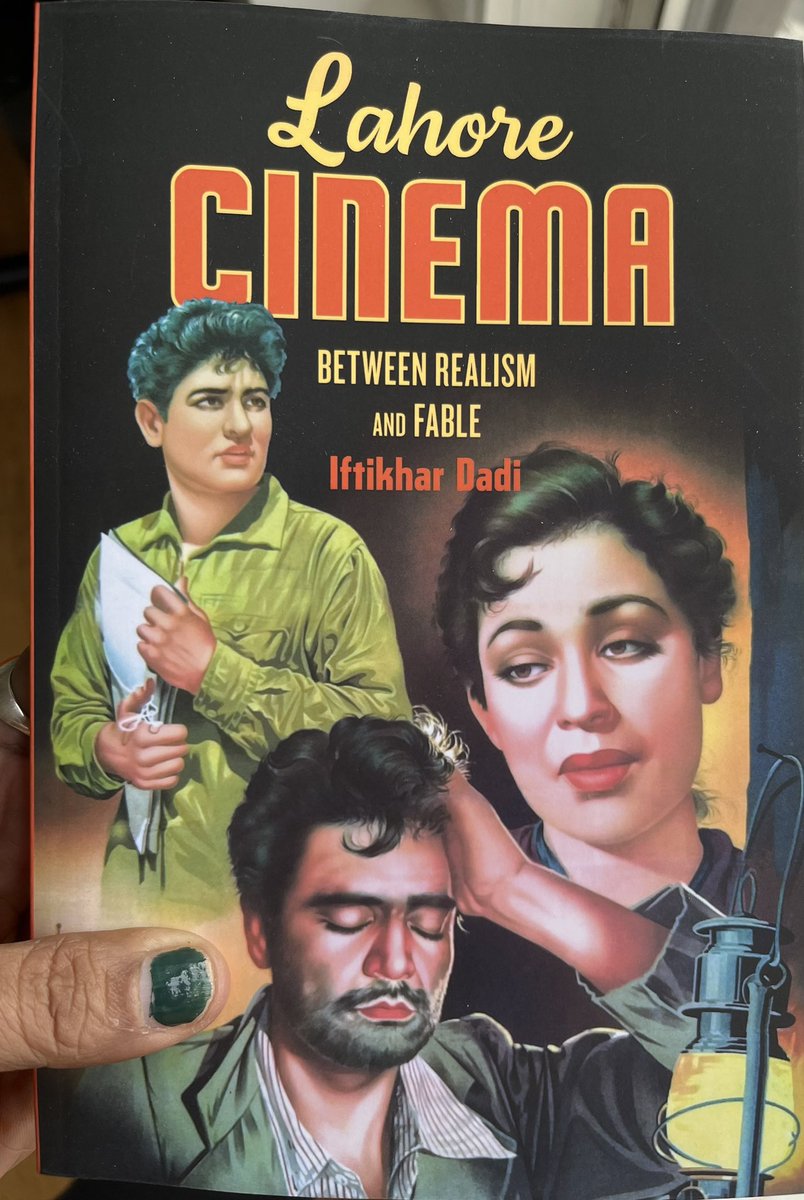 Lahore
CINEMA
BETWEEN REALISM
AND FABLE
Iftikhar Dadi